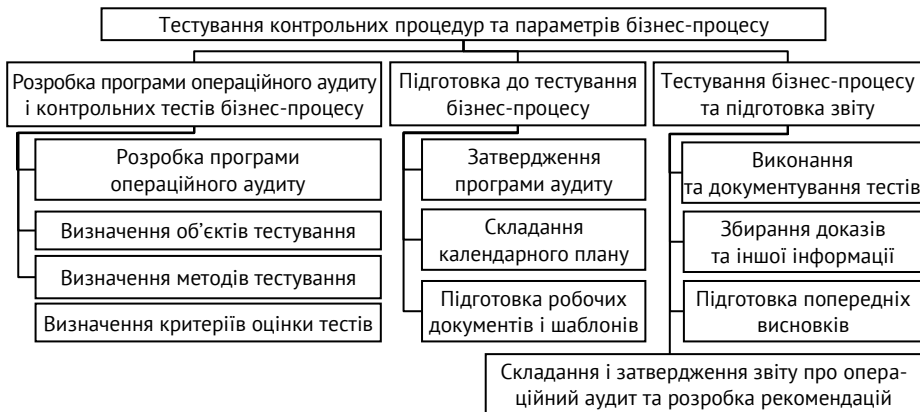 Тестування контрольних процедур та параметрів бізнес-процесу
Розробка програми операційного аудиту
і контрольних тестів бізнес-процесу
Розробка програми
операційного аудиту
Визначення об’єктів тестування
Визначення методів тестування
Визначення критеріїв оцінки тестів
Підготовка до тестування
бізнес-процесу
Затвердження
програми аудиту
Складання
календарного плану
Підготовка робочих
документів і шаблонів
Тестування бізнес-процесу
та підготовка звіту
Виконання
та документування тестів
Збирання доказів
та іншої інформації
Підготовка попередніх
висновків
Складання і затвердження звіту про опера-
ційний аудит та розробка рекомендацій